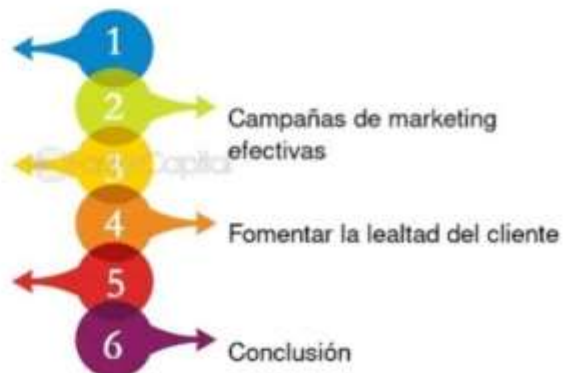 1
2
Campañas de marketing
efectivas
3
4
Fomentar la lealtad del cliente
5
6
Conclusión